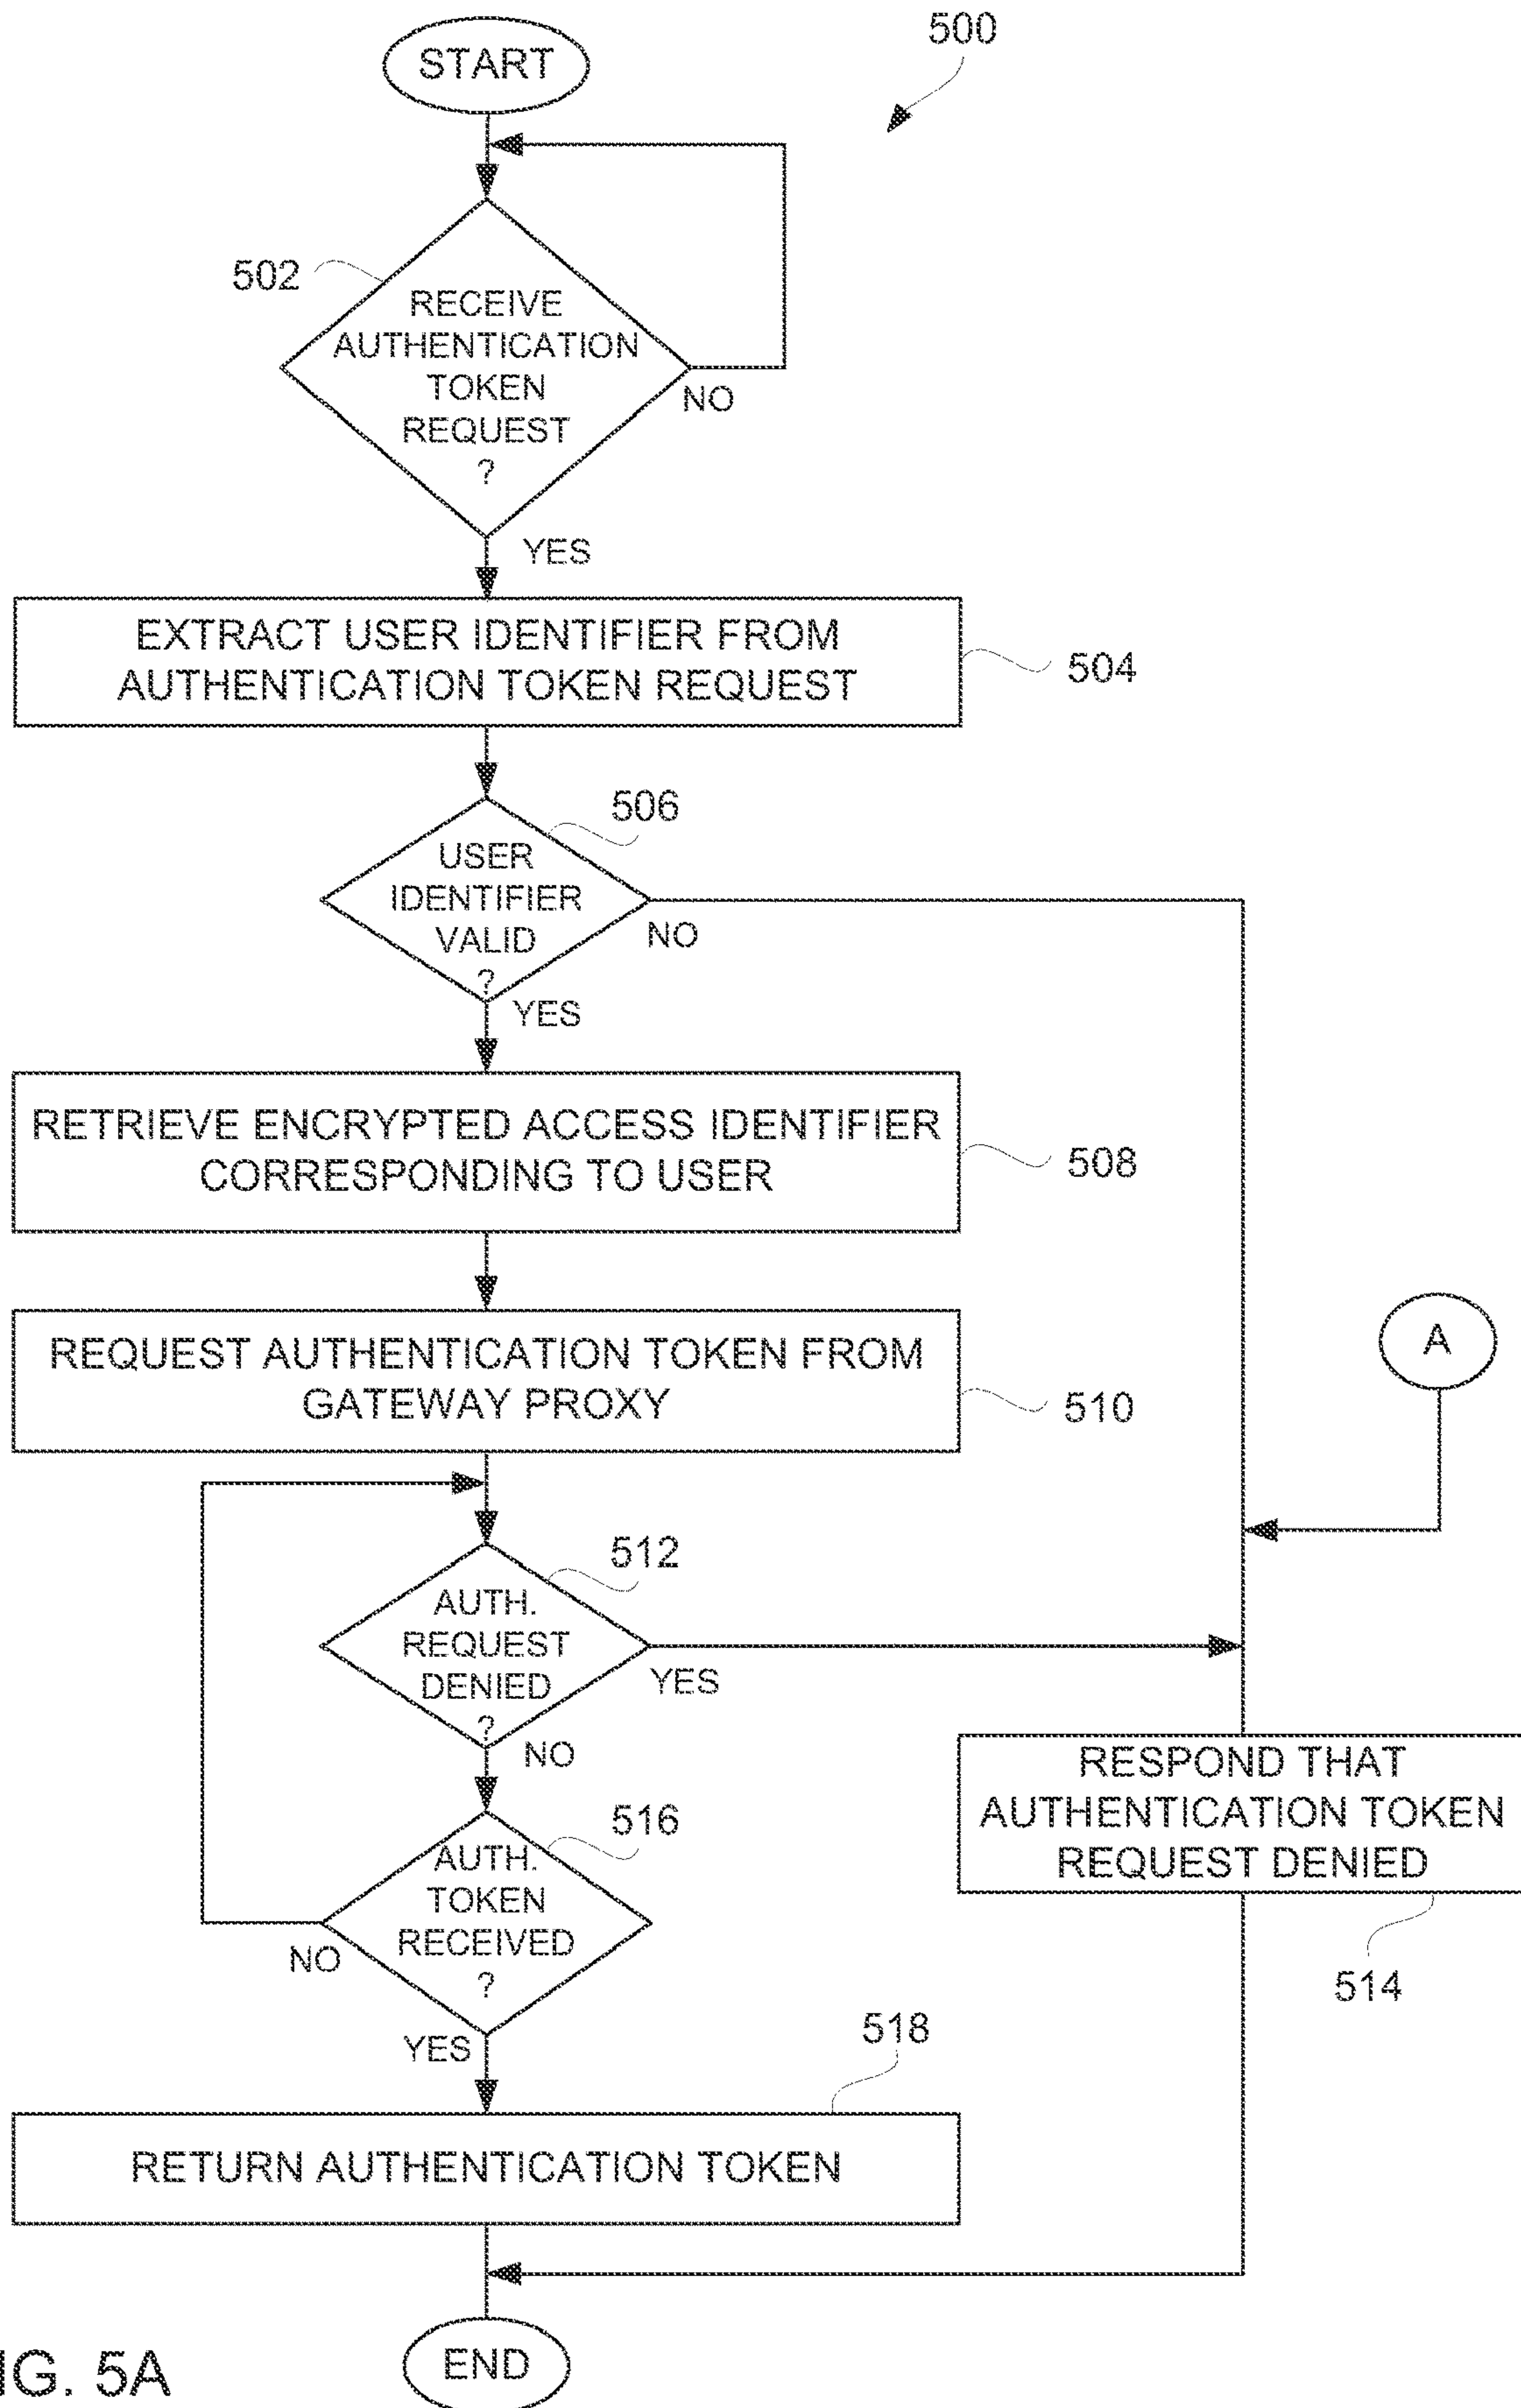 START
500
502
RECEIVE
AUTHENTICATION
TOKEN
REQUEST
?
NO
YES
EXTRACT USER IDENTIFIER FROM
AUTHENTICATION TOKEN REQUEST
504
506
USER
IDENTIFIER
VALID
?
NO
YES
RETRIEVE ENCRYPTED ACCESS IDENTIFIER
CORRESPONDING TO USER
508
REQUEST AUTHENTICATION TOKEN FROM
GATEWAY PROXY
510
A
512
AUTH.
REQUEST
DENIED
?
YES
NO
RESPOND THAT
AUTHENTICATION TOKEN
REQUEST DENIED
514
516
AUTH.
TOKEN
RECEIVED
?
NO
YES
518
RETURN AUTHENTICATION TOKEN
END
IG. 5A